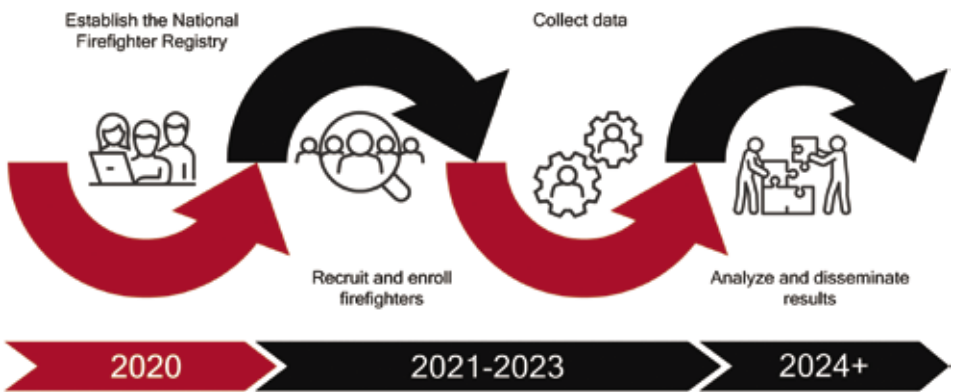 Establish the National
Firefighter Registry
Collect data
Recruit and enroll
firefighters
Analyze and disseminate
results
2020
2021-2023
2024+